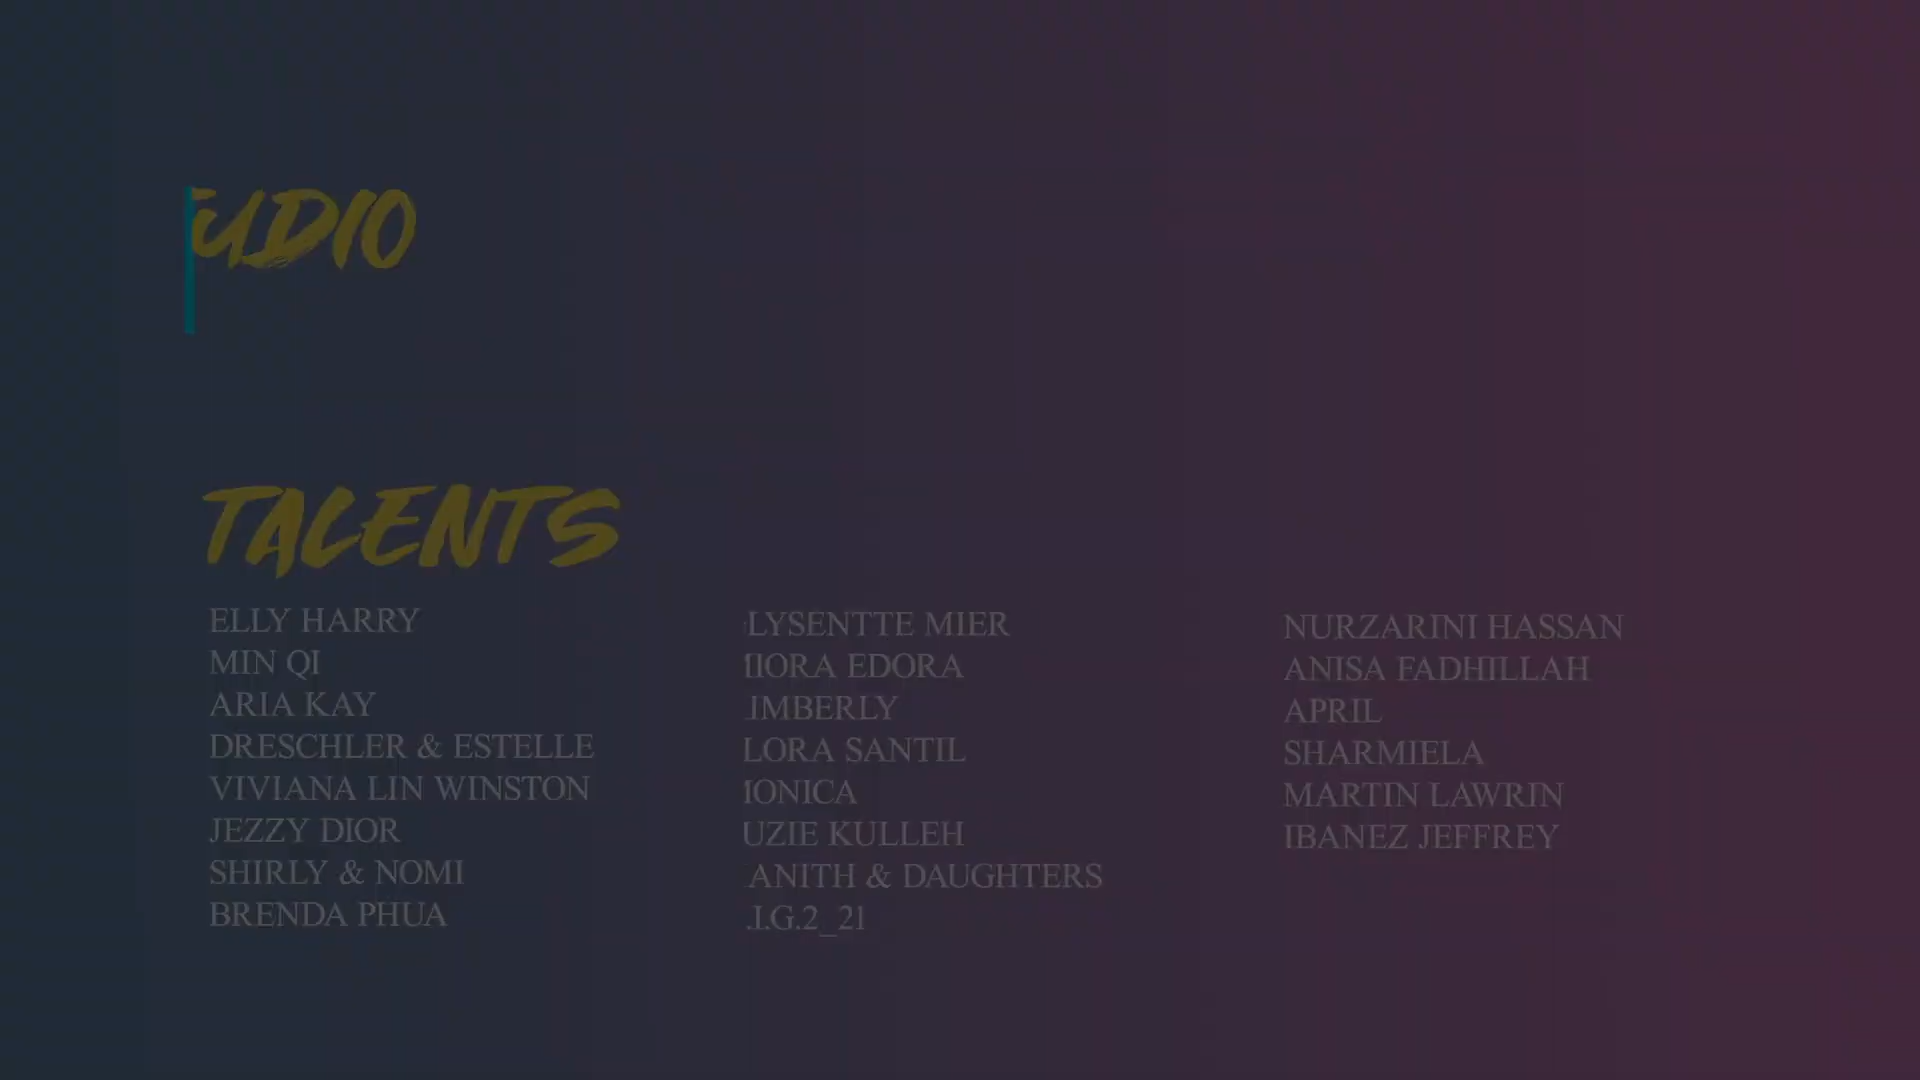 UDIO
TALENTS
ELLY HARRY
MIN QI
ARIA KAY
DRESCHLER & ESTELLE
VIVIANA LIN WINSTON
JEZZY DIOR
SHIRLY & NOMI
BRENDA PHUA
LYSENTTE MIER
IORA EDORA
IMBERLY
LORA SANTIL
ONICA
UZIE KULLEH
ANITH & DAUGHTERS
.I.G.2_21
NURZARINI HASSAN
ANISA FADHILLAH
APRIL
SHARMIELA
MARTIN LAWRIN
IBANEZ JEFFREY